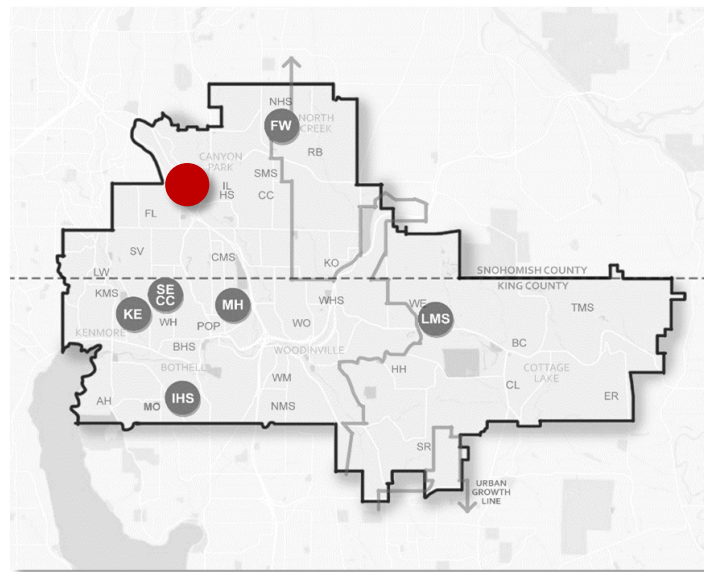 NHS
FW
NORTH
CREEK
RB
CANYON
PARK
SMS
IL
HS
CC
FL
SV
CMS
KO
LW
SNOHOMISH COUNTY
KING COUNTY
KMS
SE
CC
MH
WHS
WE
TMS
KE
LMS
WH
POP
WO
KENMORE
BHS
WOODINVILLE
BC
BOTHELL
HH
COTTAGE
LAKE
WM
CL
ER
AH
MO
IHS
NMS
SR
URBAN
GROWTH
LINE